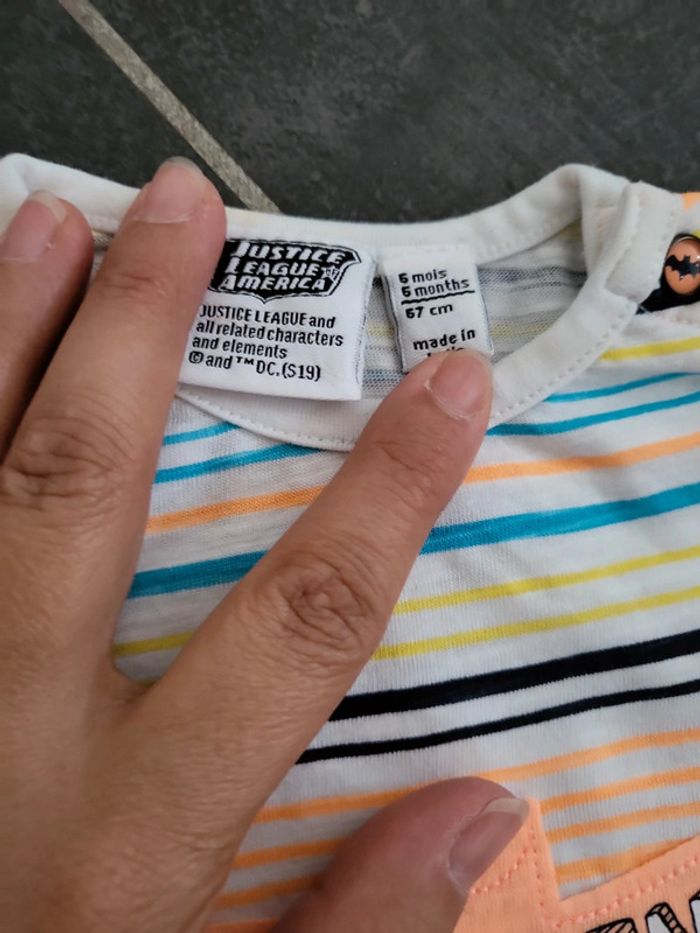 JUSTICE
LEAGUE OF
AMERICA
JUSTICE LEAGUE and
all related characters
and elements
© and ™ DC. (S19)
6 mois
6 months
67 cm
made in